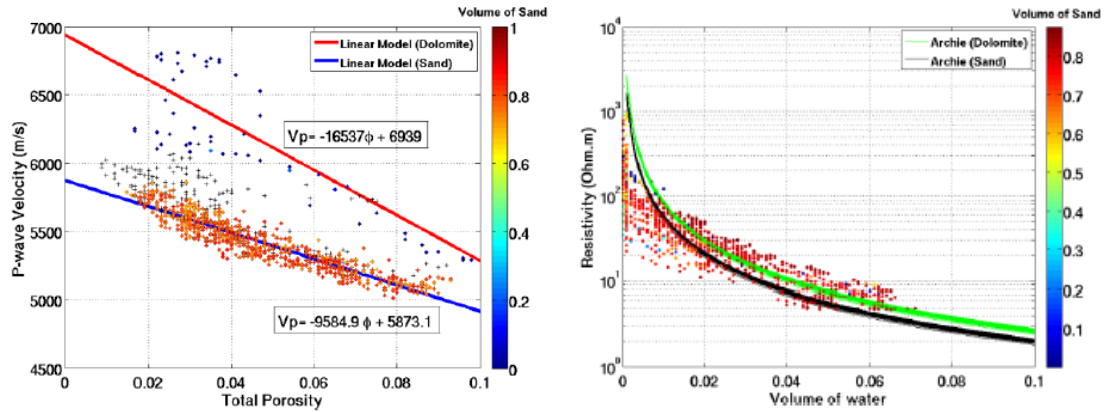 Volume of Sand
7000
6500
6000
5500
5000
4500
P-wave Velocity (m/s)
Linear Model (Dolomite)
Linear Model (Sand)
Vp= -16537ϕ + 6939
Vp= -9584.9 ϕ + 5873.1
0 0.02 0.04 0.06 0.08 0.1
Total Porosity
1
0.8
0.6
0.4
0.2
0
Volume of Sand
10⁴
10³
10²
10¹
10⁰
Resistivity (Ohm.m)
Archie (Dolomite)
Archie (Sand)
0 0.02 0.04 0.06 0.08 0.1
Volume of water
0.8
0.7
0.6
0.5
0.4
0.3
0.2
0.1